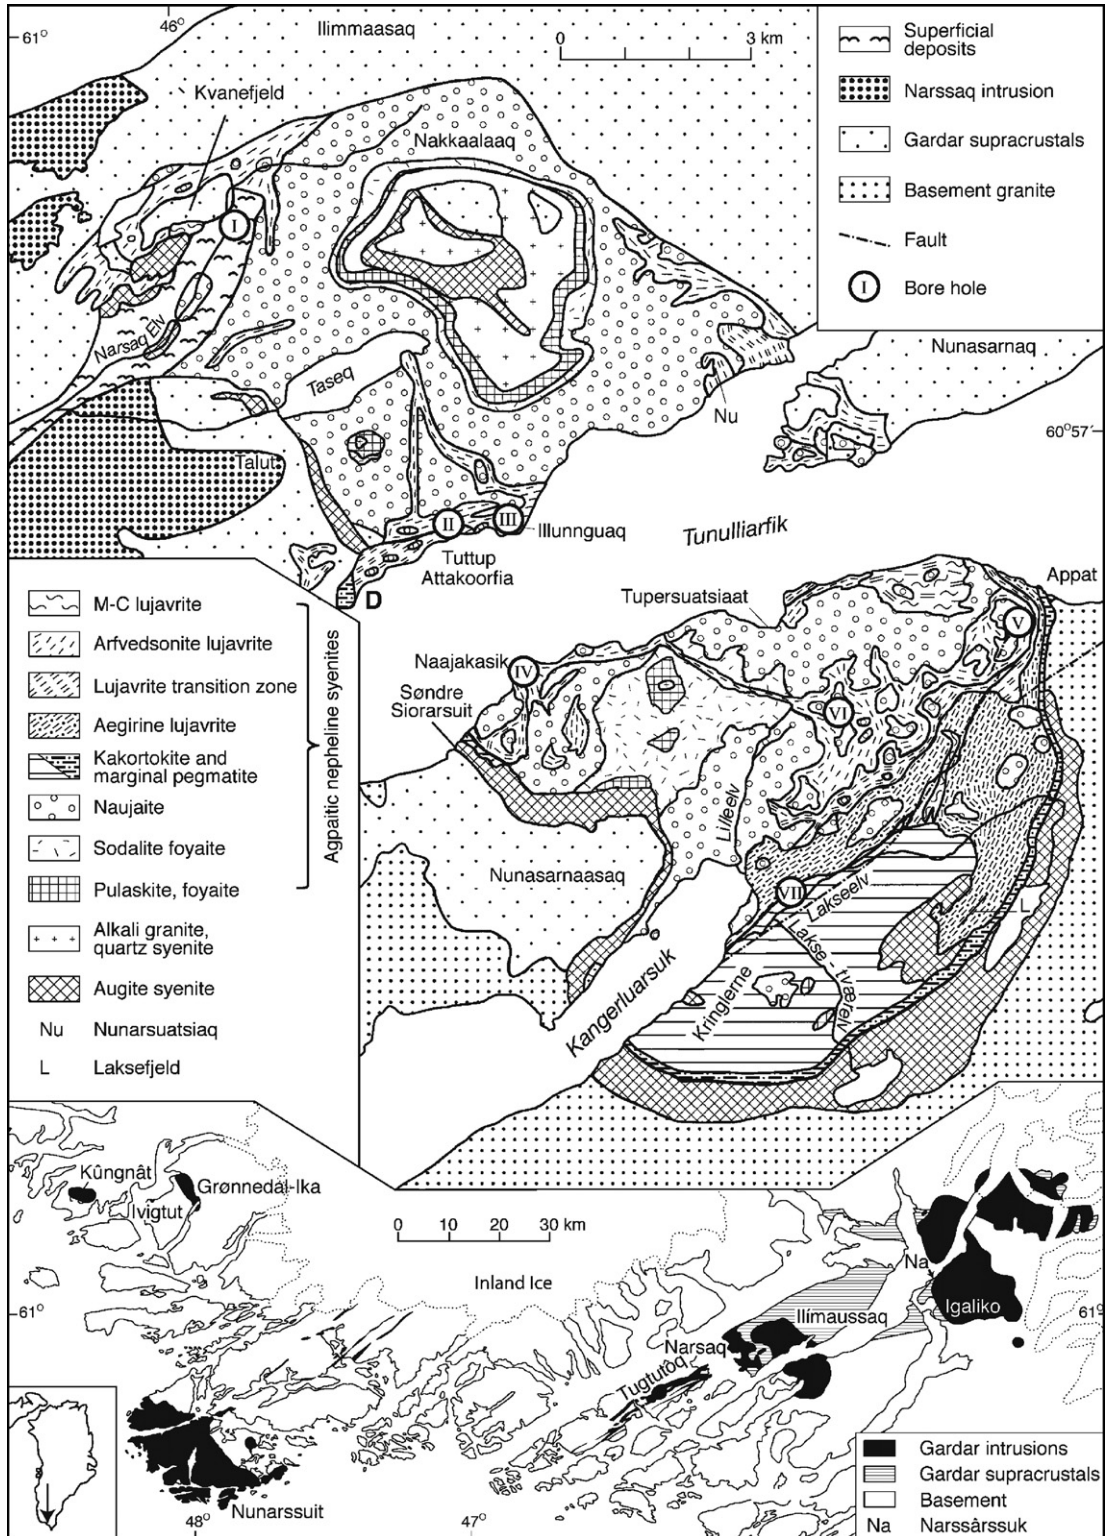 61°
46°
Ilimmaasaq
0 3 km
Kvanefjeld
Nakkaalaaq
I
Narsaq Elv
Taseq
Talut
Nu
Nunasarnaq
60°57′
II
III
Illunnguaq
Tuttup
Attakoorfia
D
Tunulliarfik
Superficial
deposits
Narssaq intrusion
Gardar supracrustals
Basement granite
Fault
I Bore hole
M-C lujavrite
Arfvedsonite lujavrite
Lujavrite transition zone
Aegirine lujavrite
Kakortokite and
marginal pegmatite
Naujaite
Sodalite foyaite
Pulaskite, foyaite
Agpaitic nepheline syenites
Alkali granite,
quartz syenite
Augite syenite
Nu Nunarsuatsiaq
L Laksefjeld
Appat
Tupersuatsiaat
V
Naajakasik
IV
Søndre
Siorarsuit
VI
Lilleelv
Nunasarnaasaq
VII
Lakseelv
L
Lakse - tværelv
Kringlerne
Kangerluarsuk
Kûngnât
Grønnedal-Ika
Ivigtut
0 10 20 30 km
Inland Ice
Na
Igaliko
61°
61°
Ilímaussaq
Narsaq
Tugtutôq
Nunarssuit
48°
47°
Gardar intrusions
Gardar supracrustals
Basement
Na Narssârssuk